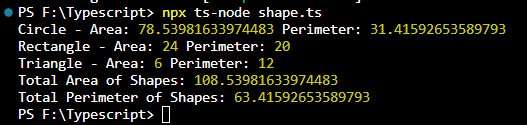 PS F:\Typescript> npx ts-node shape.ts
Circle - Area: 78.53981633974483 Perimeter: 31.41592653589793
Rectangle - Area: 24 Perimeter: 20
Triangle - Area: 6 Perimeter: 12
Total Area of Shapes: 108.53981633974483
Total Perimeter of Shapes: 63.41592653589793
PS F:\Typescript>